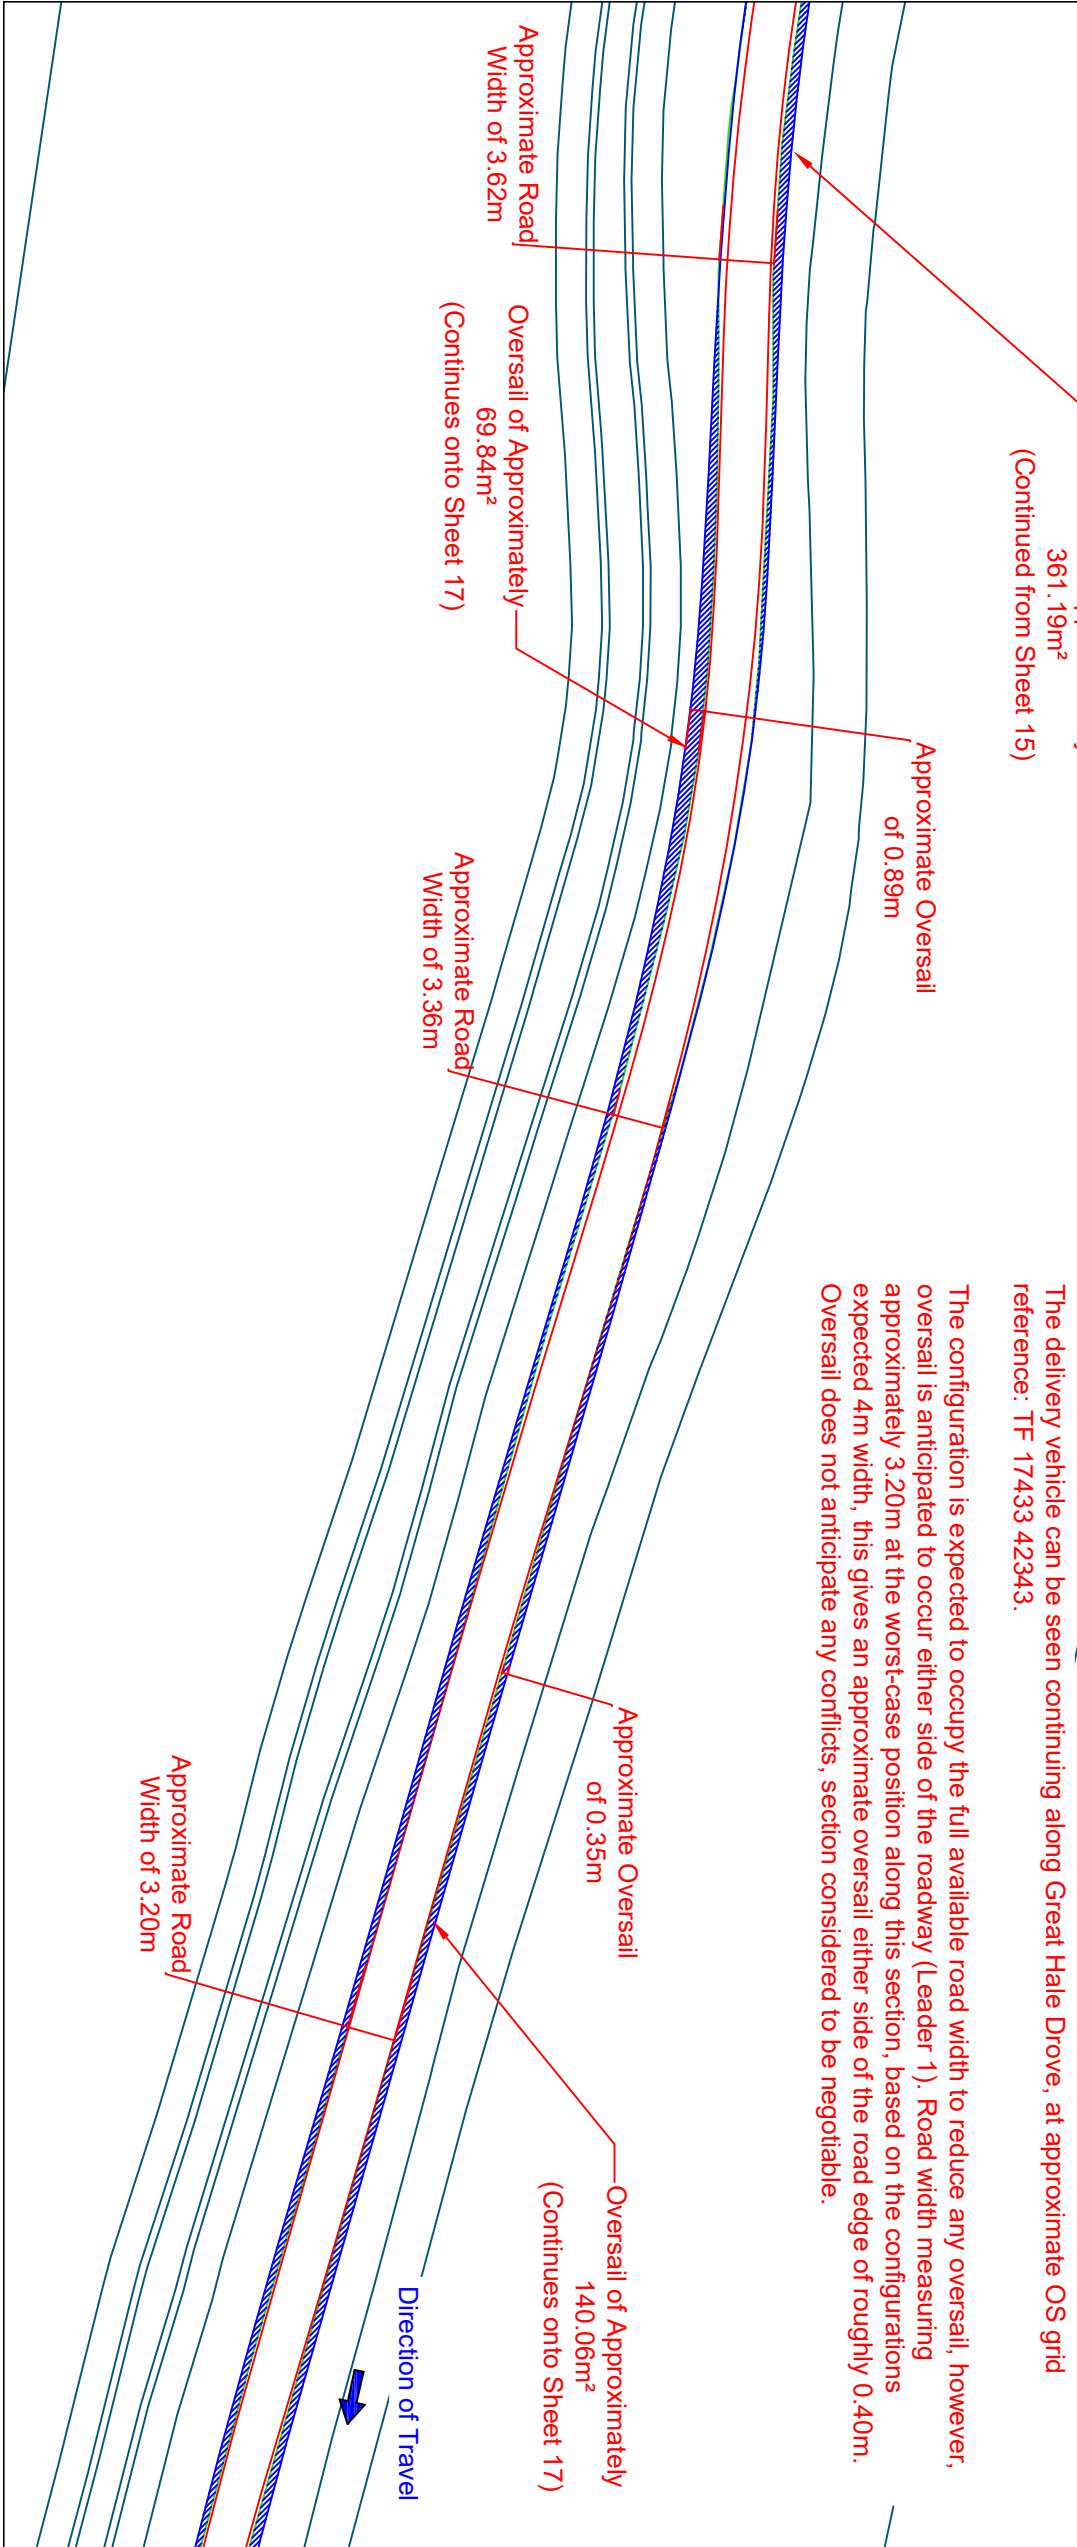 361.19m²
(Continued from Sheet 15)
Approximate Road
Width of 3.62m
Oversail of Approximately
69.84m²
(Continues onto Sheet 17)
Approximate Oversail
of 0.89m
Approximate Road
Width of 3.36m
The delivery vehicle can be seen continuing along Great Hale Drove, at approximate OS grid
reference: TF 17433 42343.
The configuration is expected to occupy the full available road width to reduce any oversail, however,
oversail is anticipated to occur either side of the roadway (Leader 1). Road width measuring
approximately 3.20m at the worst-case position along this section, based on the configurations
expected 4m width, this gives an approximate oversail either side of the road edge of roughly 0.40m.
Oversail does not anticipate any conflicts, section considered to be negotiable.
Approximate Oversail
of 0.35m
Approximate Road
Width of 3.20m
Oversail of Approximately
140.06m²
(Continues onto Sheet 17)
Direction of Travel